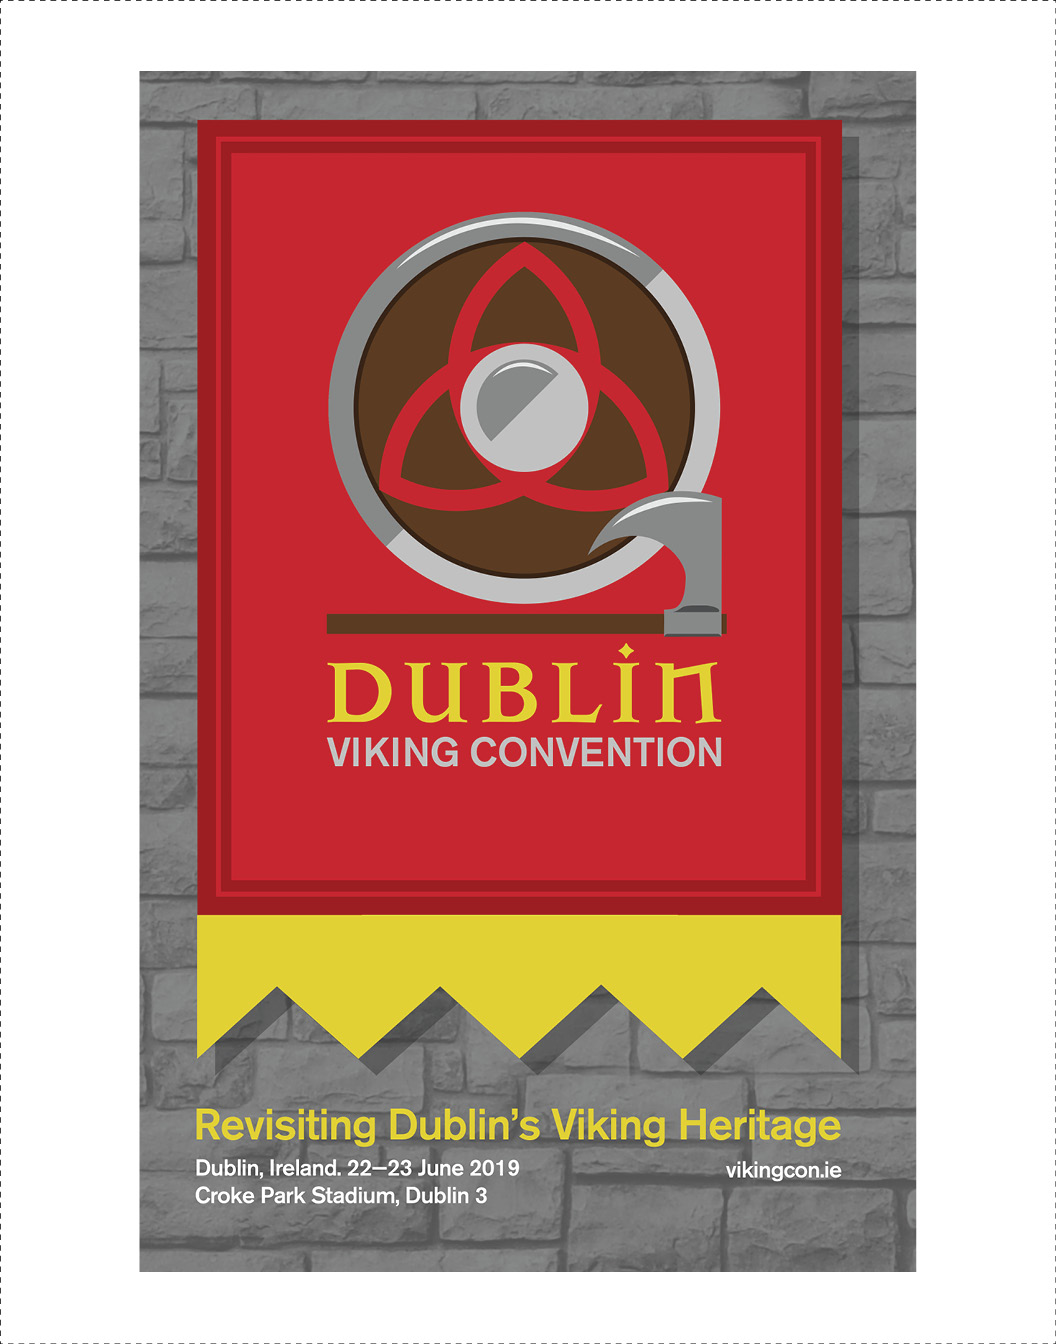 DUBLIN
VIKING CONVENTION
Revisiting Dublin's Viking Heritage
Dublin, Ireland. 22—23 June 2019
vikingcon.ie
Croke Park Stadium, Dublin 3